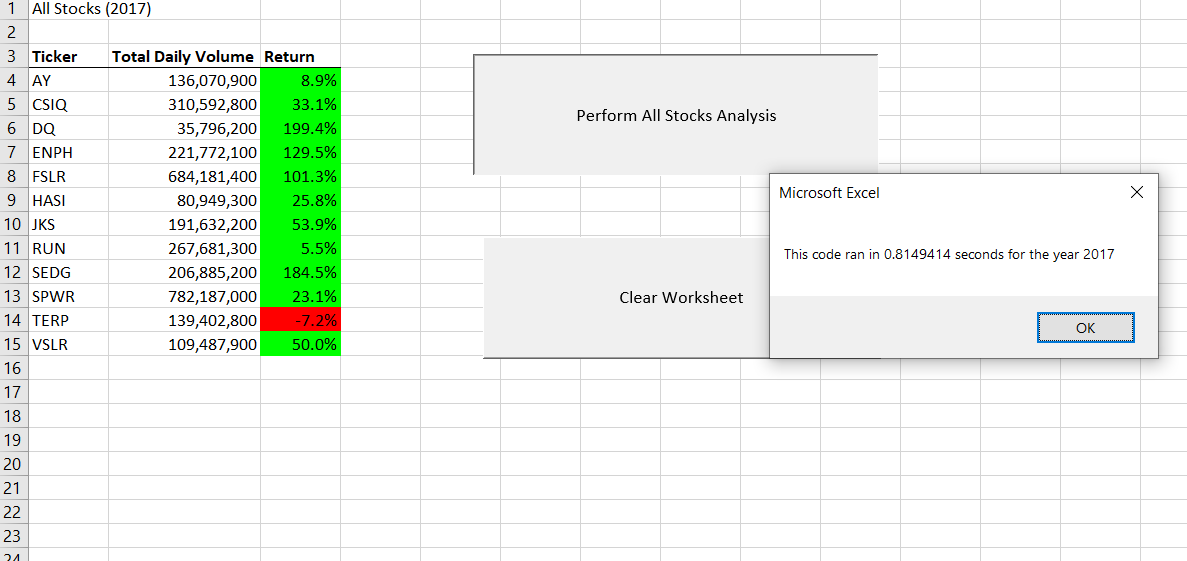 1 All Stocks (2017)
2
3 Ticker Total Daily Volume Return
4 AY 136,070,900 8.9%
5 CSIQ 310,592,800 33.1%
6 DQ 35,796,200 199.4%
7 ENPH 221,772,100 129.5%
8 FSLR 684,181,400 101.3%
9 HASI 80,949,300 25.8%
10 JKS 191,632,200 53.9%
11 RUN 267,681,300 5.5%
12 SEDG 206,885,200 184.5%
13 SPWR 782,187,000 23.1%
14 TERP 139,402,800 -7.2%
15 VSLR 109,487,900 50.0%
16
17
18
19
20
21
22
23
24
Perform All Stocks Analysis
Clear Worksheet
Microsoft Excel
This code ran in 0.8149414 seconds for the year 2017
OK